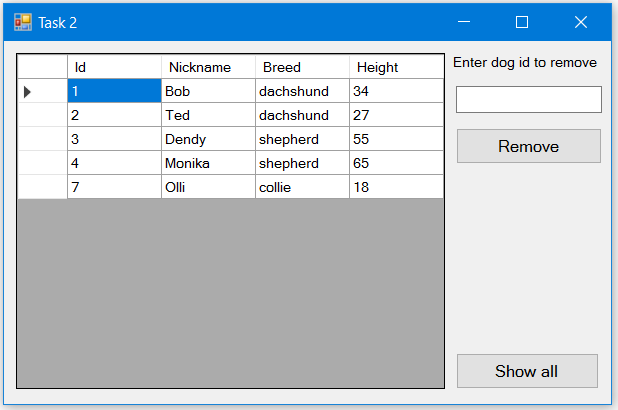 Task 2
Id Nickname Breed Height
1 Bob dachshund 34
2 Ted dachshund 27
3 Dendy shepherd 55
4 Monika shepherd 65
7 Olli collie 18
Enter dog id to remove
Remove
Show all